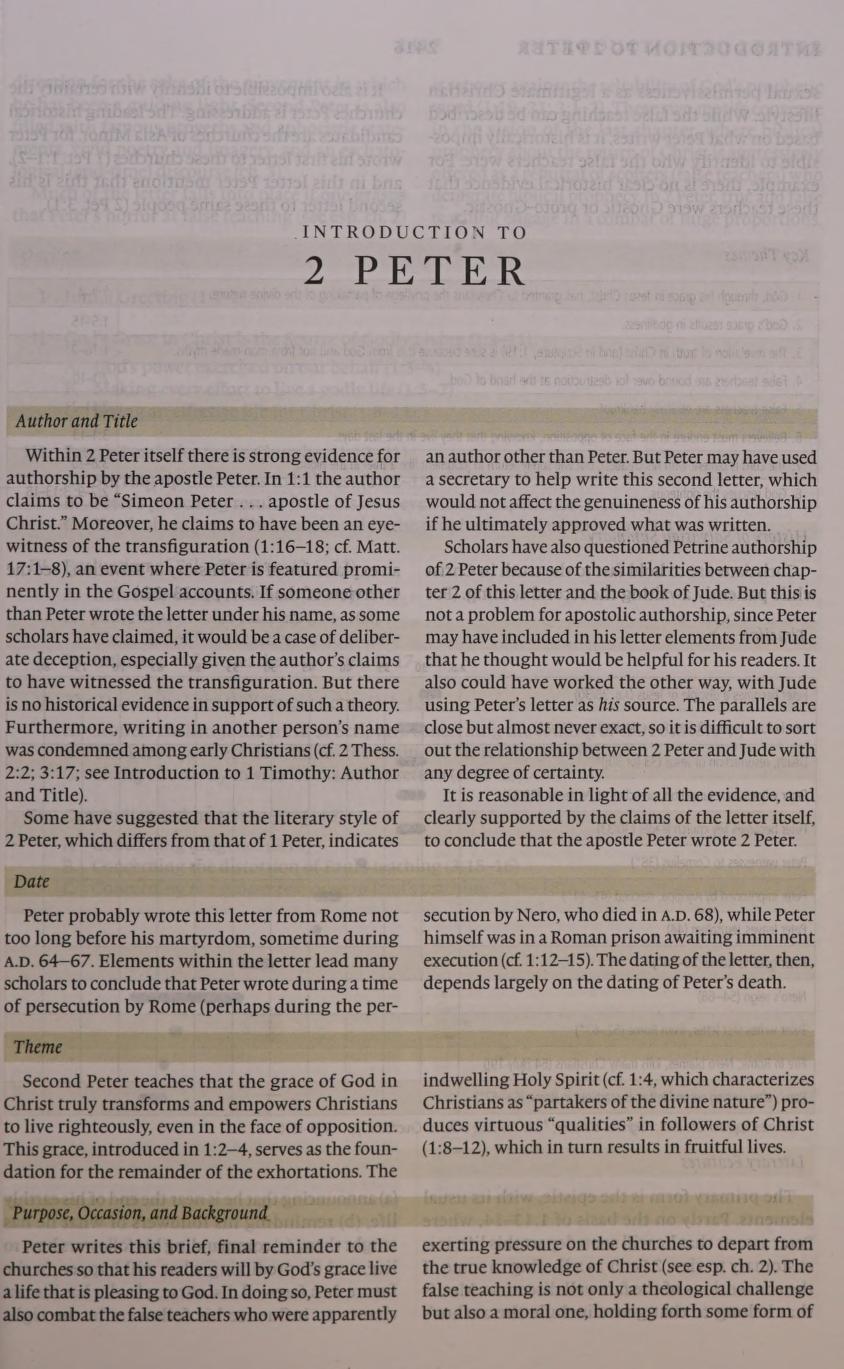 INTRODUCTION TO
2 PETER
Author and Title
Within 2 Peter itself there is strong evidence for
authorship by the apostle Peter. In 1:1 the author
claims to be “Simeon Peter . . . apostle of Jesus
Christ.” Moreover, he claims to have been an eye-
witness of the transfiguration (1:16–18; cf. Matt.
17:1–8), an event where Peter is featured promi-
nently in the Gospel accounts. If someone other
than Peter wrote the letter under his name, as some
scholars have claimed, it would be a case of deliber-
ate deception, especially given the author’s claims
to have witnessed the transfiguration. But there
is no historical evidence in support of such a theory.
Furthermore, writing in another person’s name
was condemned among early Christians (cf. 2 Thess.
2:2; 3:17; see Introduction to 1 Timothy: Author
and Title).
Some have suggested that the literary style of
2 Peter, which differs from that of 1 Peter, indicates
an author other than Peter. But Peter may have used
a secretary to help write this second letter, which
would not affect the genuineness of his authorship
if he ultimately approved what was written.
Scholars have also questioned Petrine authorship
of 2 Peter because of the similarities between chap-
ter 2 of this letter and the book of Jude. But this is
not a problem for apostolic authorship, since Peter
may have included in his letter elements from Jude
that he thought would be helpful for his readers. It
also could have worked the other way, with Jude
using Peter’s letter as his source. The parallels are
close but almost never exact, so it is difficult to sort
out the relationship between 2 Peter and Jude with
any degree of certainty.
It is reasonable in light of all the evidence, and
clearly supported by the claims of the letter itself,
to conclude that the apostle Peter wrote 2 Peter.
Date
Peter probably wrote this letter from Rome not
too long before his martyrdom, sometime during
A.D. 64–67. Elements within the letter lead many
scholars to conclude that Peter wrote during a time
of persecution by Rome (perhaps during the per-
secution by Nero, who died in A.D. 68), while Peter
himself was in a Roman prison awaiting imminent
execution (cf. 1:12–15). The dating of the letter, then,
depends largely on the dating of Peter’s death.
Theme
Second Peter teaches that the grace of God in
Christ truly transforms and empowers Christians
to live righteously, even in the face of opposition.
This grace, introduced in 1:2–4, serves as the foun-
dation for the remainder of the exhortations. The
indwelling Holy Spirit (cf. 1:4, which characterizes
Christians as “partakers of the divine nature”) pro-
duces virtuous “qualities” in followers of Christ
(1:8–12), which in turn results in fruitful lives.
Purpose, Occasion, and Background
Peter writes this brief, final reminder to the
churches so that his readers will by God’s grace live
a life that is pleasing to God. In doing so, Peter must
also combat the false teachers who were apparently
exerting pressure on the churches to depart from
the true knowledge of Christ (see esp. ch. 2). The
false teaching is not only a theological challenge
but also a moral one, holding forth some form of